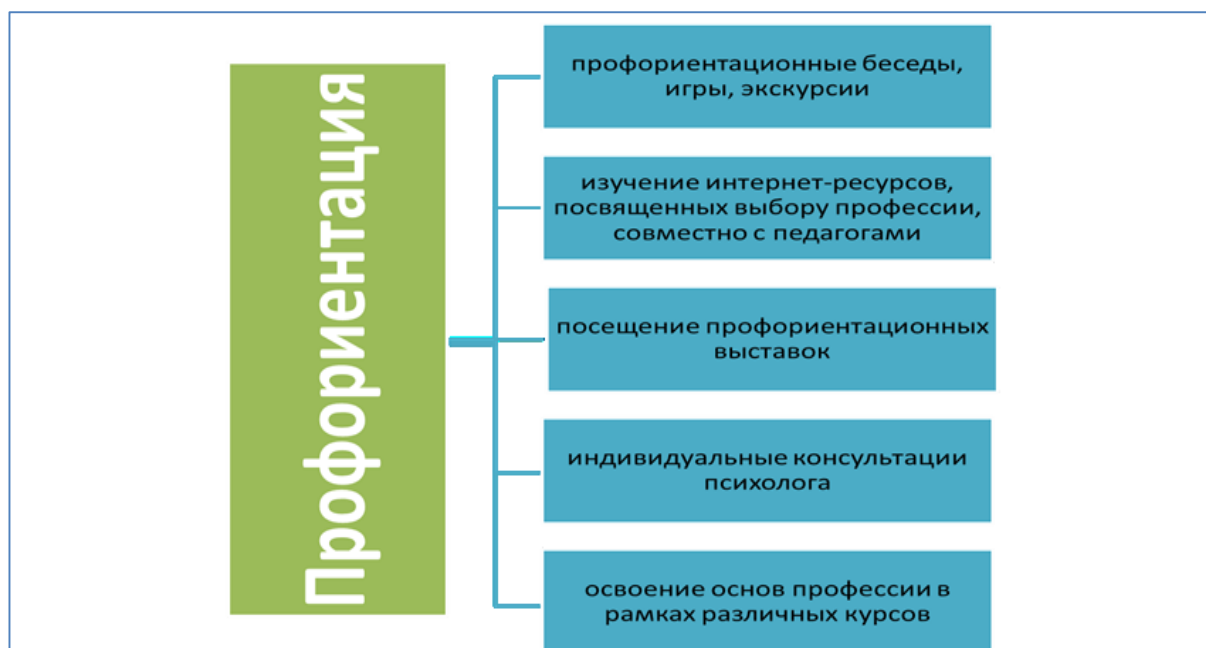 Профориентация
профориентационные беседы,
игры, экскурсии
изучение интернет-ресурсов,
посвященных выбору профессии,
совместно с педагогами
посещение профориентационных
выставок
индивидуальные консультации
психолога
освоение основ профессии в
рамках различных курсов